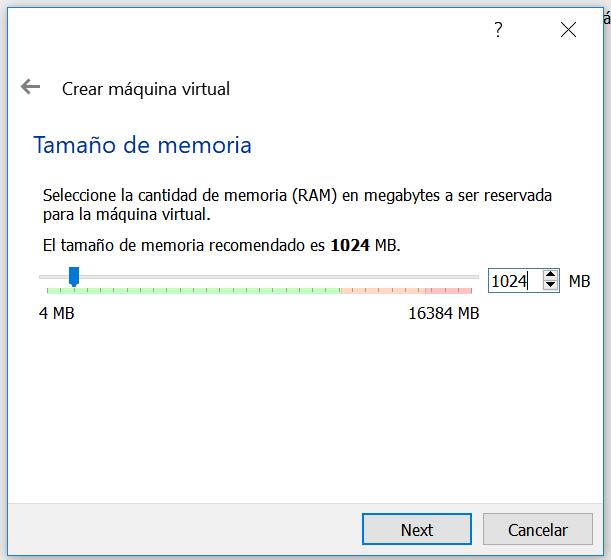 ?
Crear máquina virtual
Tamaño de memoria
Seleccione la cantidad de memoria (RAM) en megabytes a ser reservada
para la máquina virtual.
El tamaño de memoria recomendado es 1024 MB.
1024 MB
4 MB 16384 MB
Next Cancelar